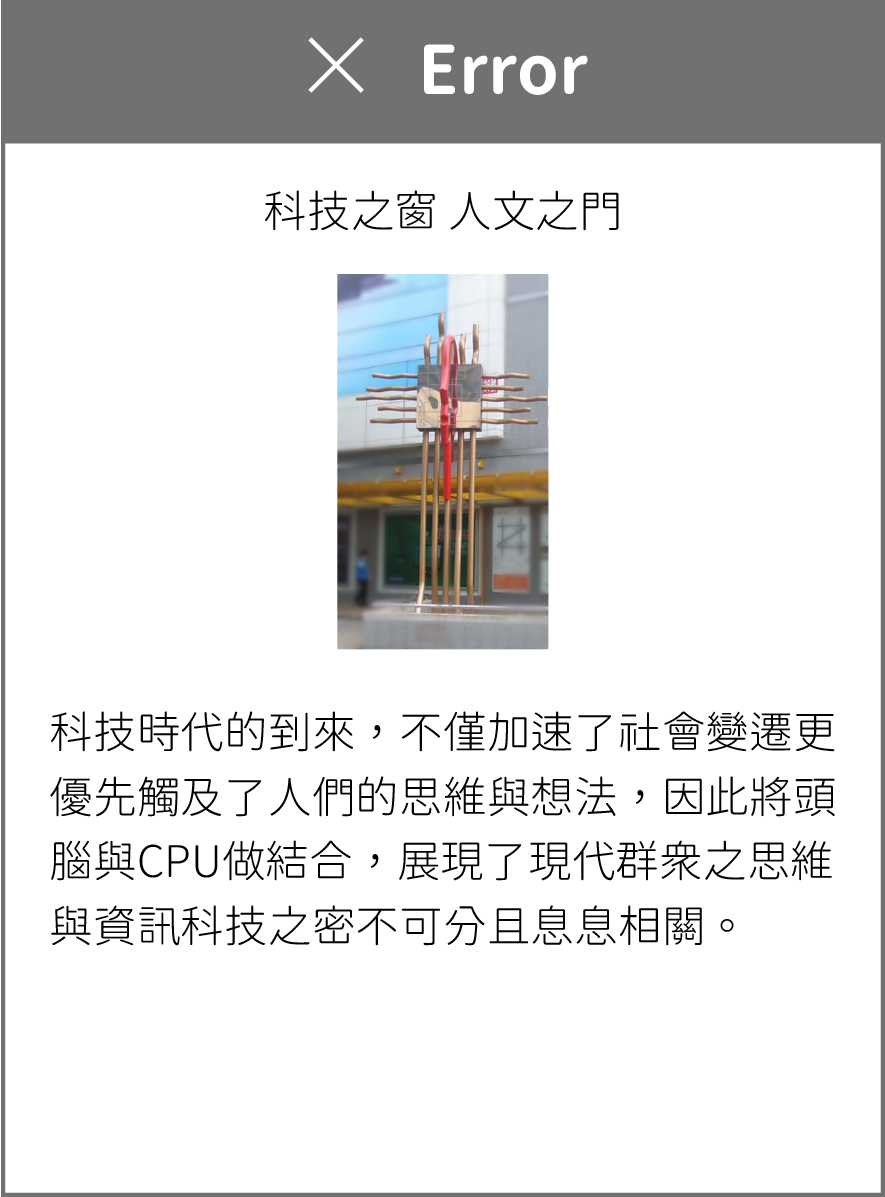 × Error
科技之窗 人文之門
科技時代的到來，不僅加速了社會變遷更
優先觸及了人們的思維與想法，因此將頭
腦與CPU做結合，展現了現代群眾之思維
與資訊科技之密不可分且息息相關。